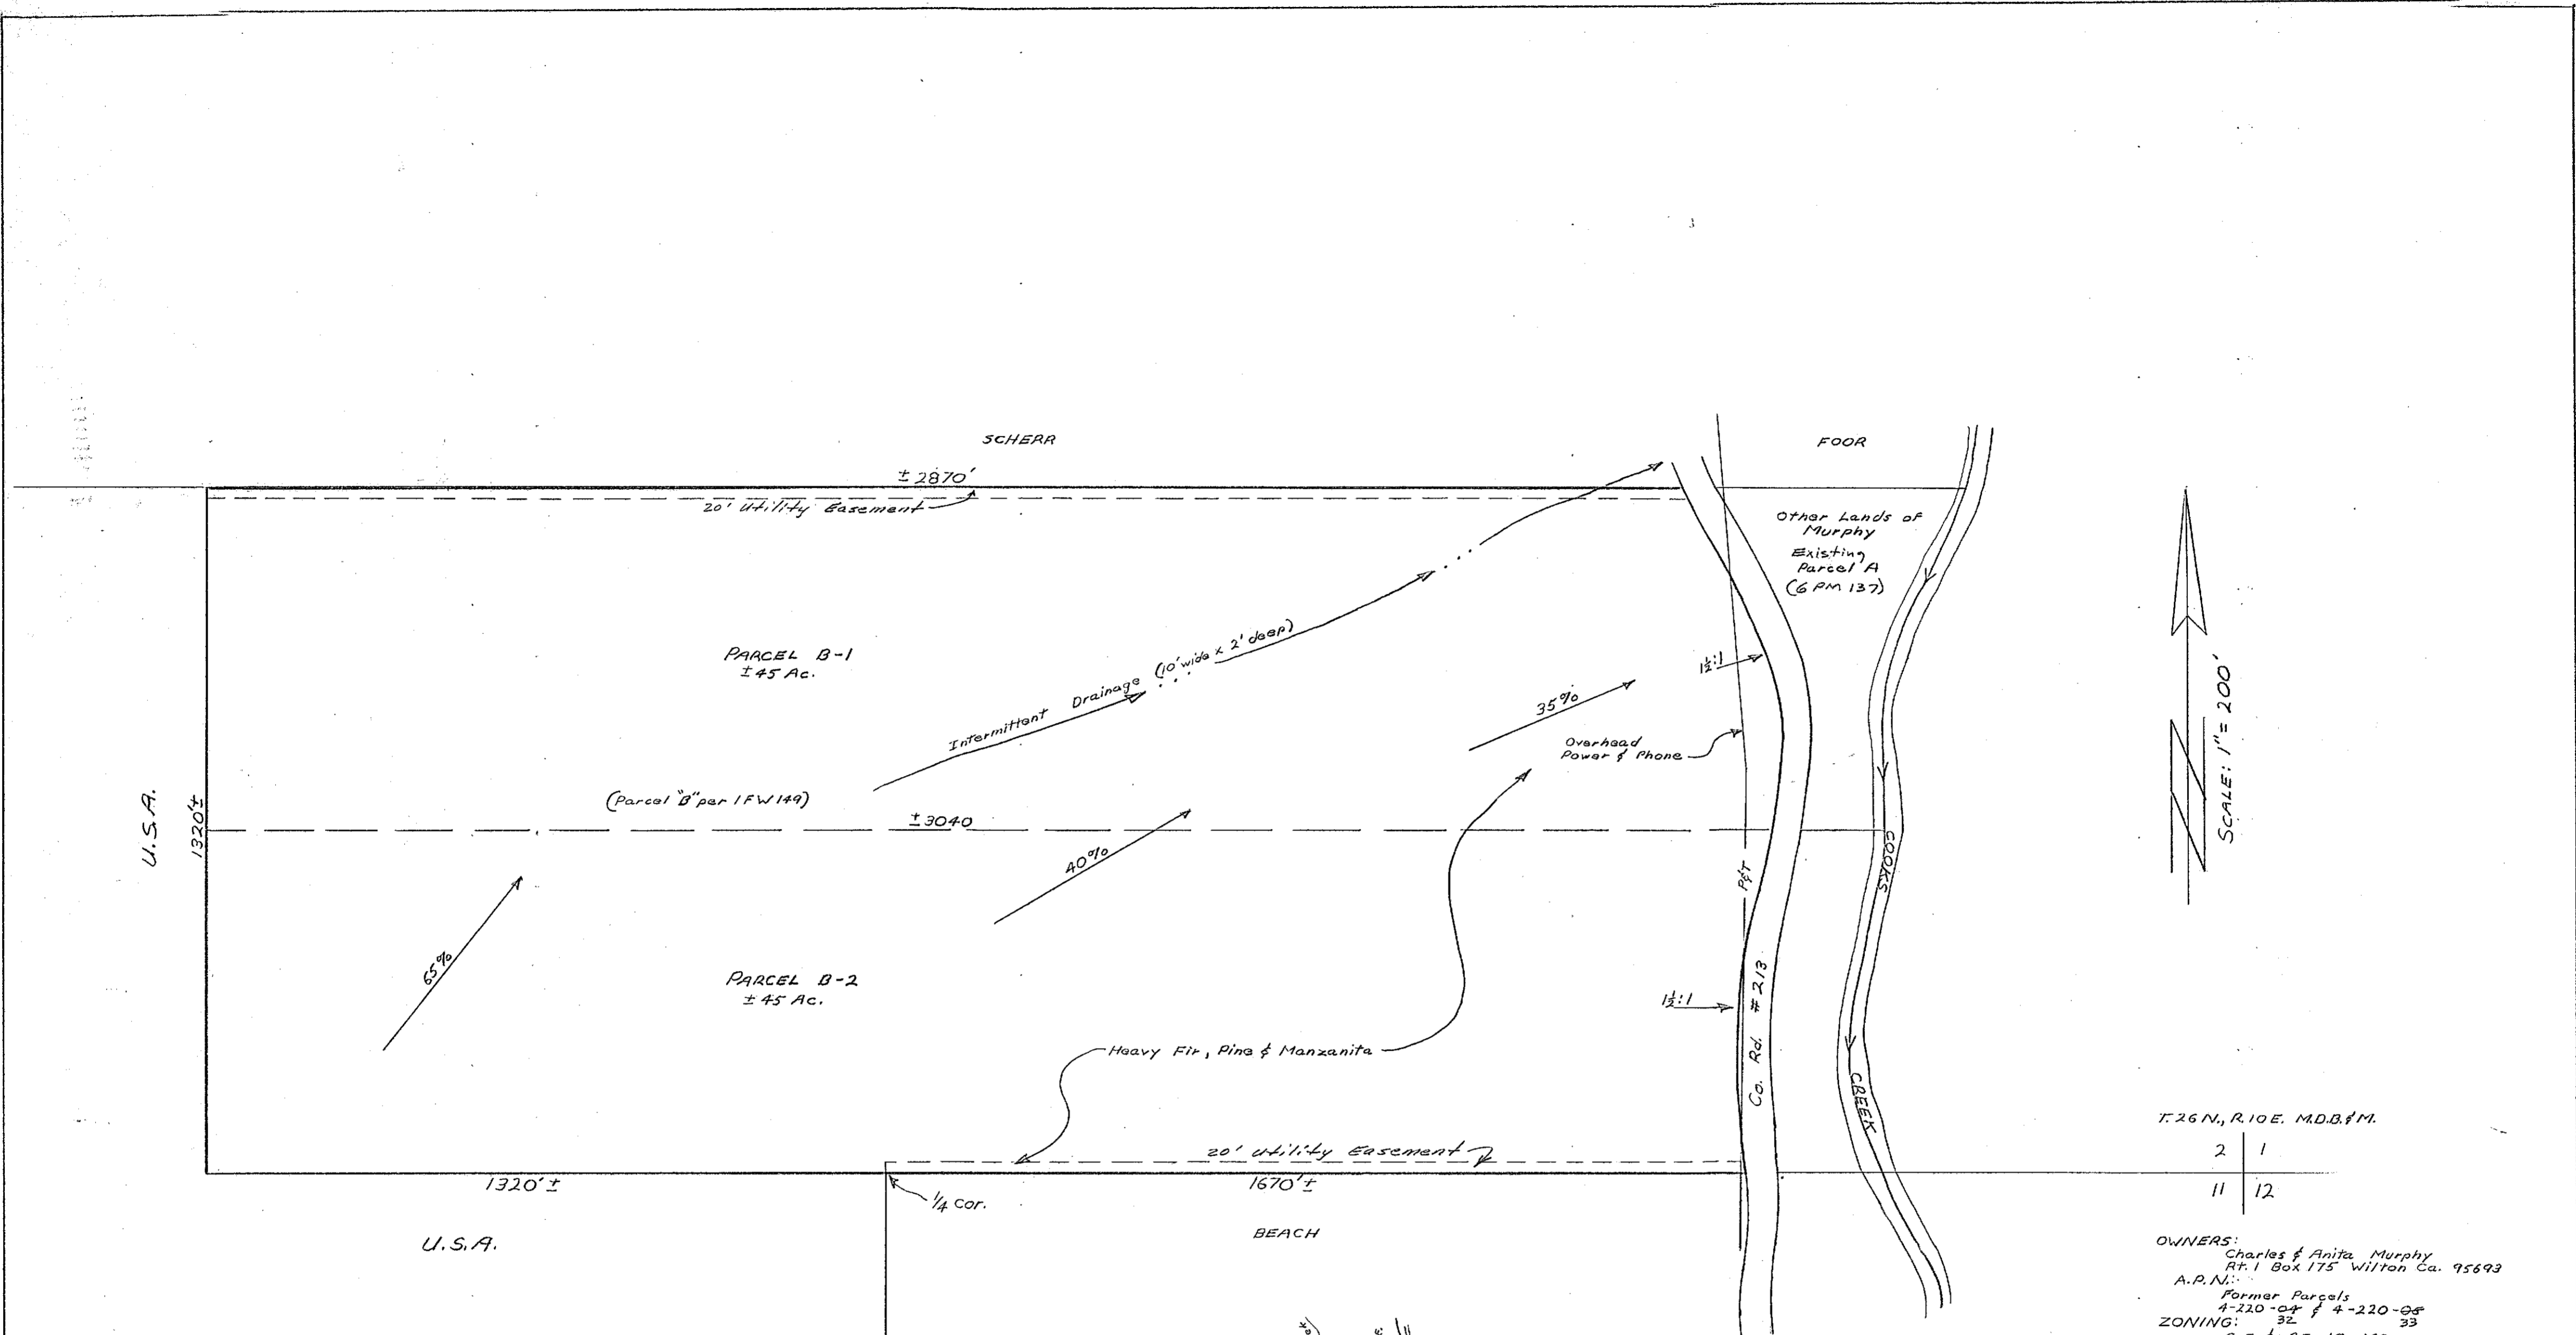 SCHERR
FOOR
± 2870'
20' Utility Easement
Other Lands of
Murphy
Existing
Parcel A
(6 PM 137)
PARCEL B-1
± 45 Ac.
Intermittent Drainage (10' wide x 2' deep)
1½:1
35%
Overhead
Power & Phone
SCALE: 1" = 200'
U.S.A.
1320'±
(Parcel "B" per 1 FW 149)
± 3040
40%
P&T
COOKS
65%
PARCEL B-2
± 45 Ac.
1½:1
Co. Rd. #213
Heavy Fir, Pine & Manzanita
CREEK
T. 26 N., R. 10 E. M.D.B. & M.
2 1
11 12
20' Utility Easement
1320'±
1670'±
¼ Cor.
BEACH
U.S.A.
OWNERS:
Charles & Anita Murphy
Rt. 1 Box 175 Wilton Ca. 95693
A.P.N.:
Former Parcels
4-220-04 & 4-220-05
32 33
ZONING: